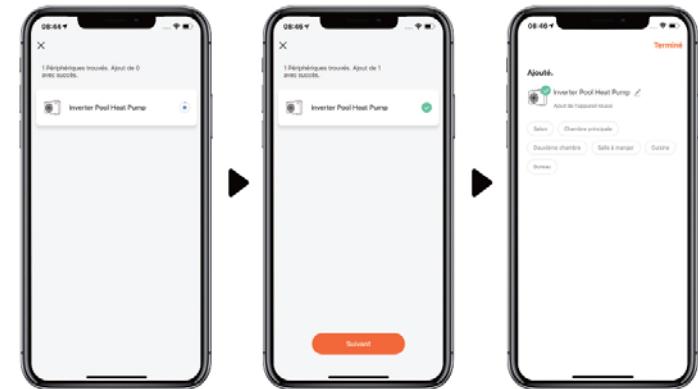 08:44
1 Périphériques trouvés. Ajout de 0
avec succès.
Inverter Pool Heat Pump
08:45
1 Périphériques trouvés. Ajout de 1
avec succès.
Inverter Pool Heat Pump
Suivant
08:46
Terminé
Ajouté.
Inverter Pool Heat Pump
Ajout de l'appareil réussi
Salon Chambre principale
Deuxième chambre Salle à manger Cuisine
Bureau